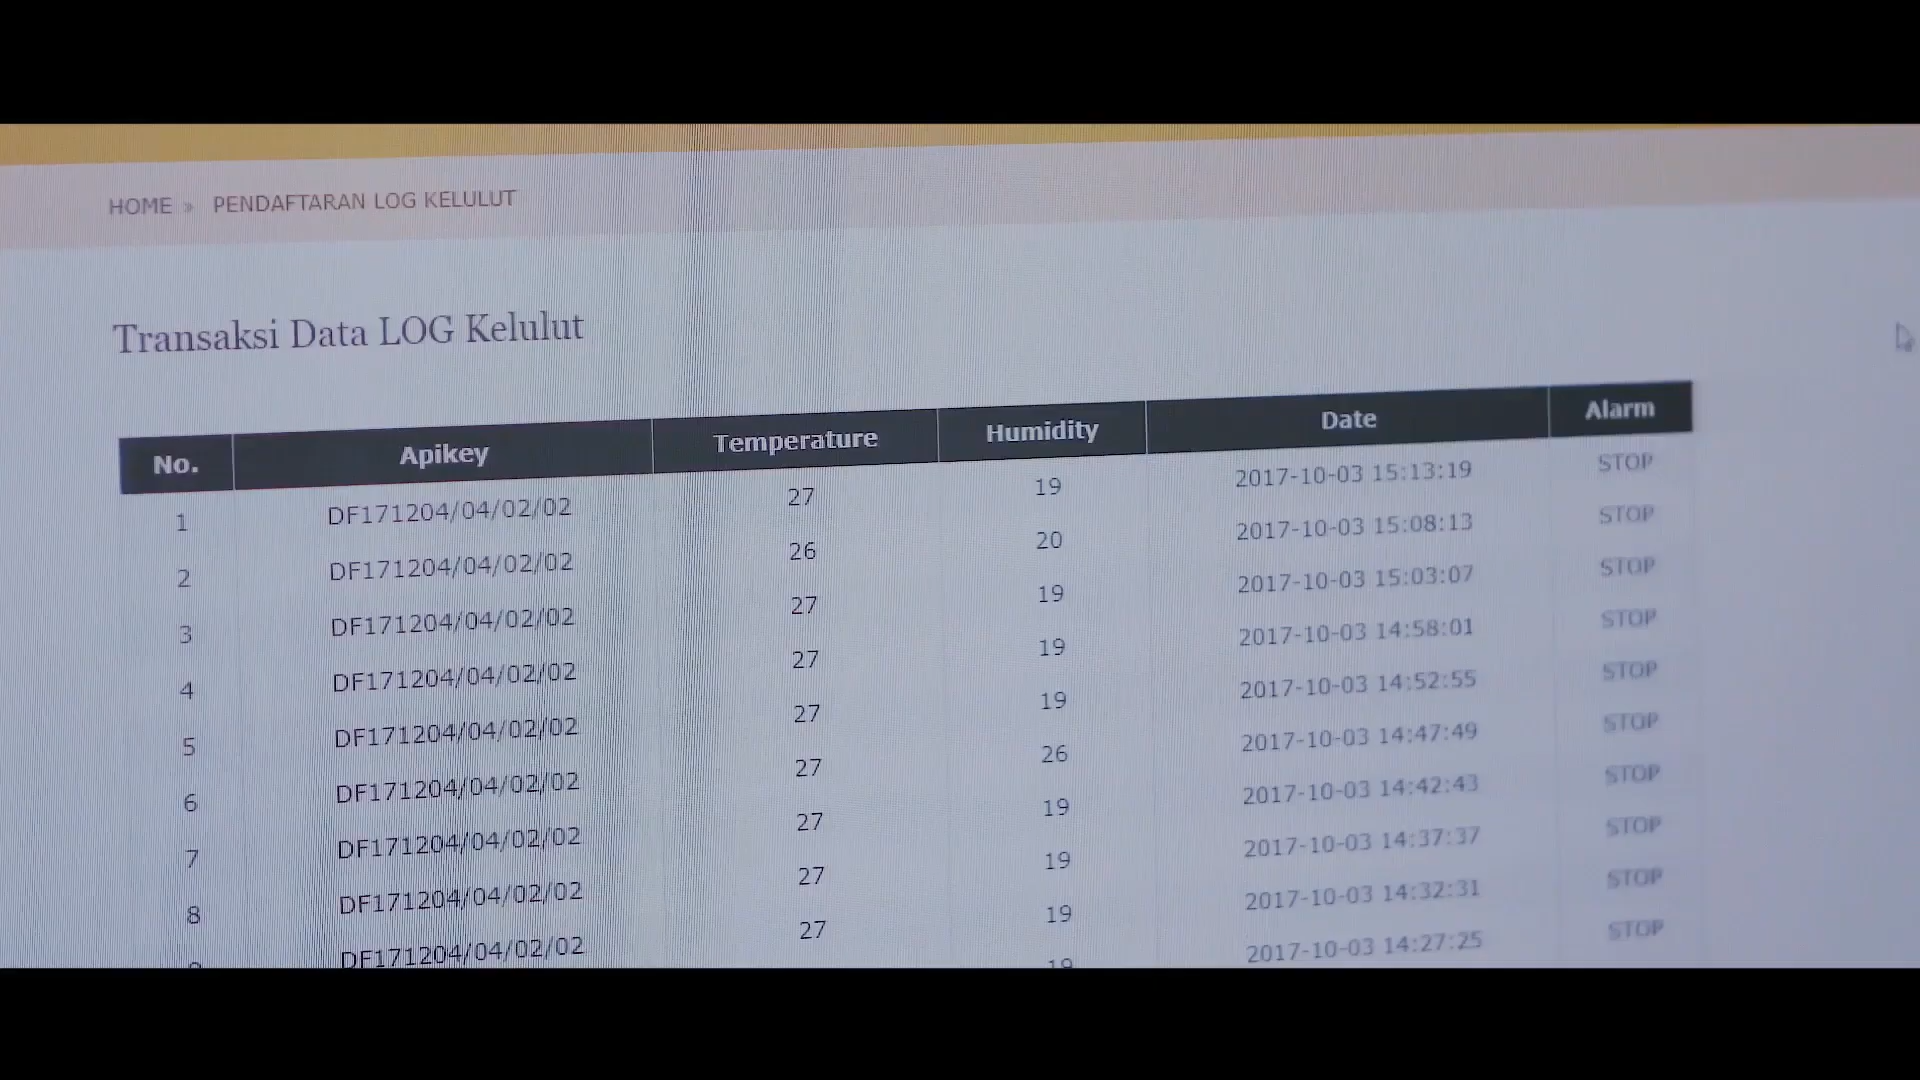 HOME » PENDAFTARAN LOG KELULUT
Transaksi Data LOG Kelulut
No. Apikey Temperature Humidity Date Alarm
1 DF171204/04/02/02 27 19 2017-10-03 15:13:19 STOP
2 DF171204/04/02/02 26 20 2017-10-03 15:08:13 STOP
3 DF171204/04/02/02 27 19 2017-10-03 15:03:07 STOP
4 DF171204/04/02/02 27 19 2017-10-03 14:58:01 STOP
5 DF171204/04/02/02 27 19 2017-10-03 14:52:55 STOP
6 DF171204/04/02/02 27 26 2017-10-03 14:47:49 STOP
7 DF171204/04/02/02 27 19 2017-10-03 14:42:43 STOP
8 DF171204/04/02/02 27 19 2017-10-03 14:37:37 STOP
DF171204/04/02/02 27 19 2017-10-03 14:32:31 STOP
2017-10-03 14:27:25 STOP